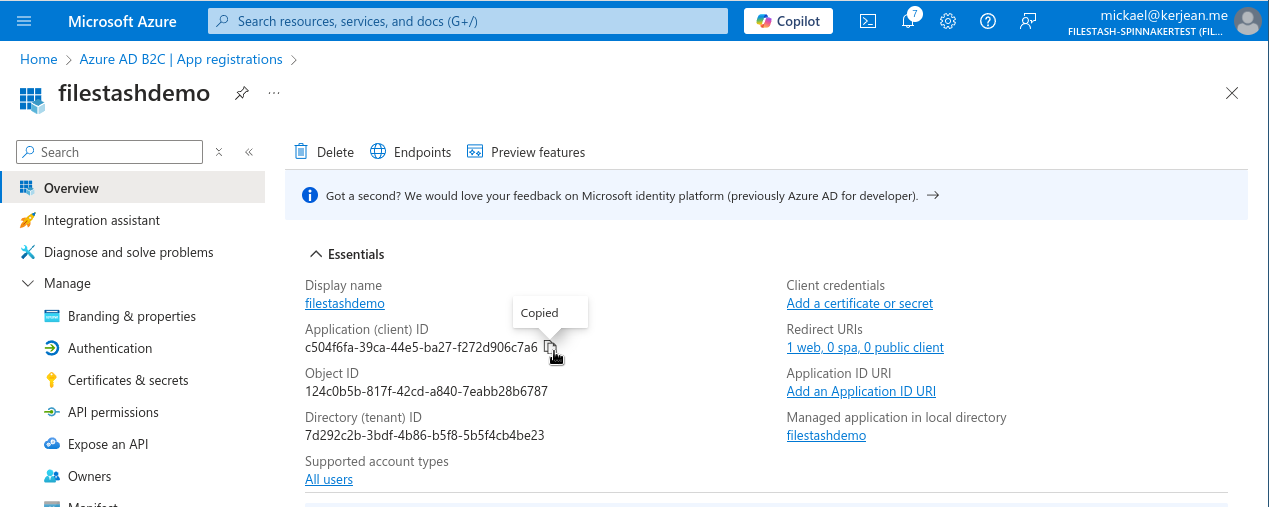 Microsoft Azure
Search resources, services, and docs (G+/)
Copilot
7
mickael@kerjean.me
FILESTASH-SPINNAKERTEST (FIL...
Home > Azure AD B2C | App registrations >
filestashdemo
...
Search
Delete
Endpoints
Preview features
Overview
Integration assistant
Diagnose and solve problems
Manage
Branding & properties
Authentication
Certificates & secrets
API permissions
Expose an API
Owners
Manifest
Got a second? We would love your feedback on Microsoft identity platform (previously Azure AD for developer). →
Essentials
Display name
filestashdemo
Copied
Application (client) ID
c504f6fa-39ca-44e5-ba27-f272d906c7a6
Object ID
124c0b5b-817f-42cd-a840-7eabb28b6787
Directory (tenant) ID
7d292c2b-3bdf-4b86-b5f8-5b5f4cb4be23
Supported account types
All users
Client credentials
Add a certificate or secret
Redirect URIs
1 web, 0 spa, 0 public client
Application ID URI
Add an Application ID URI
Managed application in local directory
filestashdemo